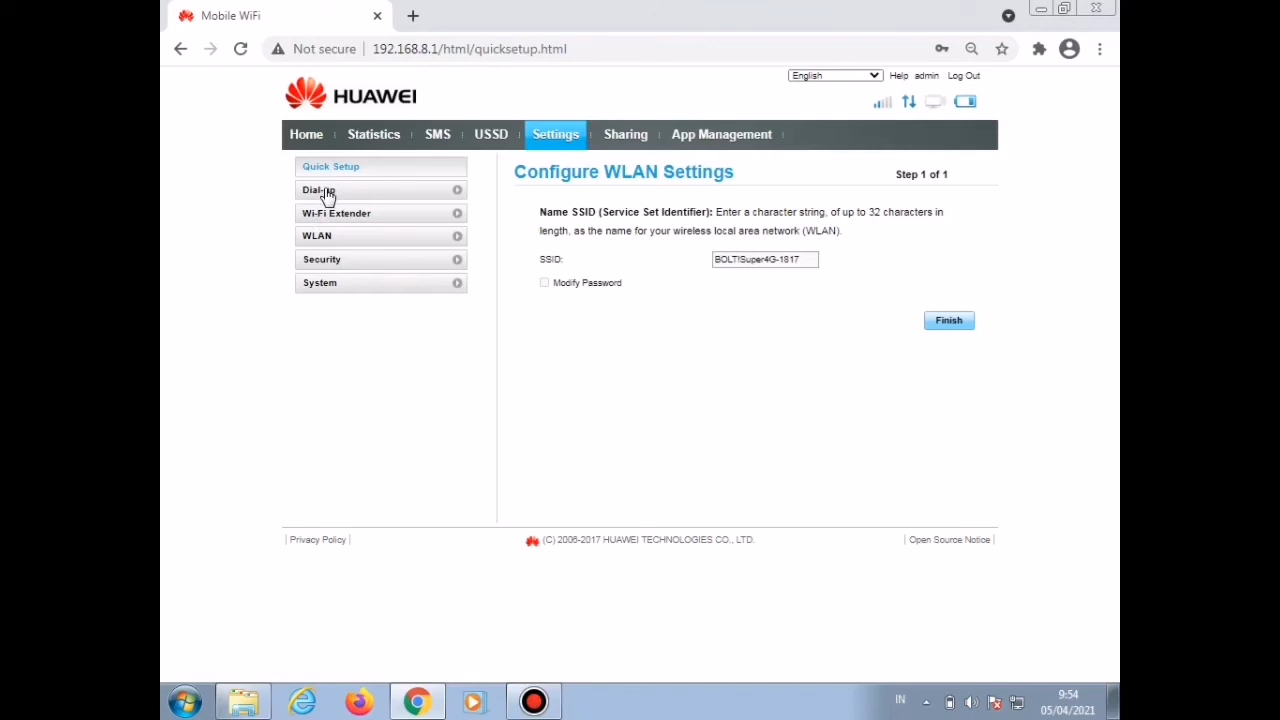 Mobile WiFi
Not secure
192.168.8.1/html/quicksetup.html
English
Help
admin
Log Out
HUAWEI
Home
Statistics
SMS
USSD
Settings
Sharing
App Management
Quick Setup
Dial-up
Wi-Fi Extender
WLAN
Security
System
Configure WLAN Settings
Step 1 of 1
Name SSID (Service Set Identifier): Enter a character string, of up to 32 characters in
length, as the name for your wireless local area network (WLAN).
SSID:
BOLT!Super4G-1817
Modify Password
Finish
Privacy Policy
(C) 2006-2017 HUAWEI TECHNOLOGIES CO., LTD.
Open Source Notice
IN
9:54
05/04/2021